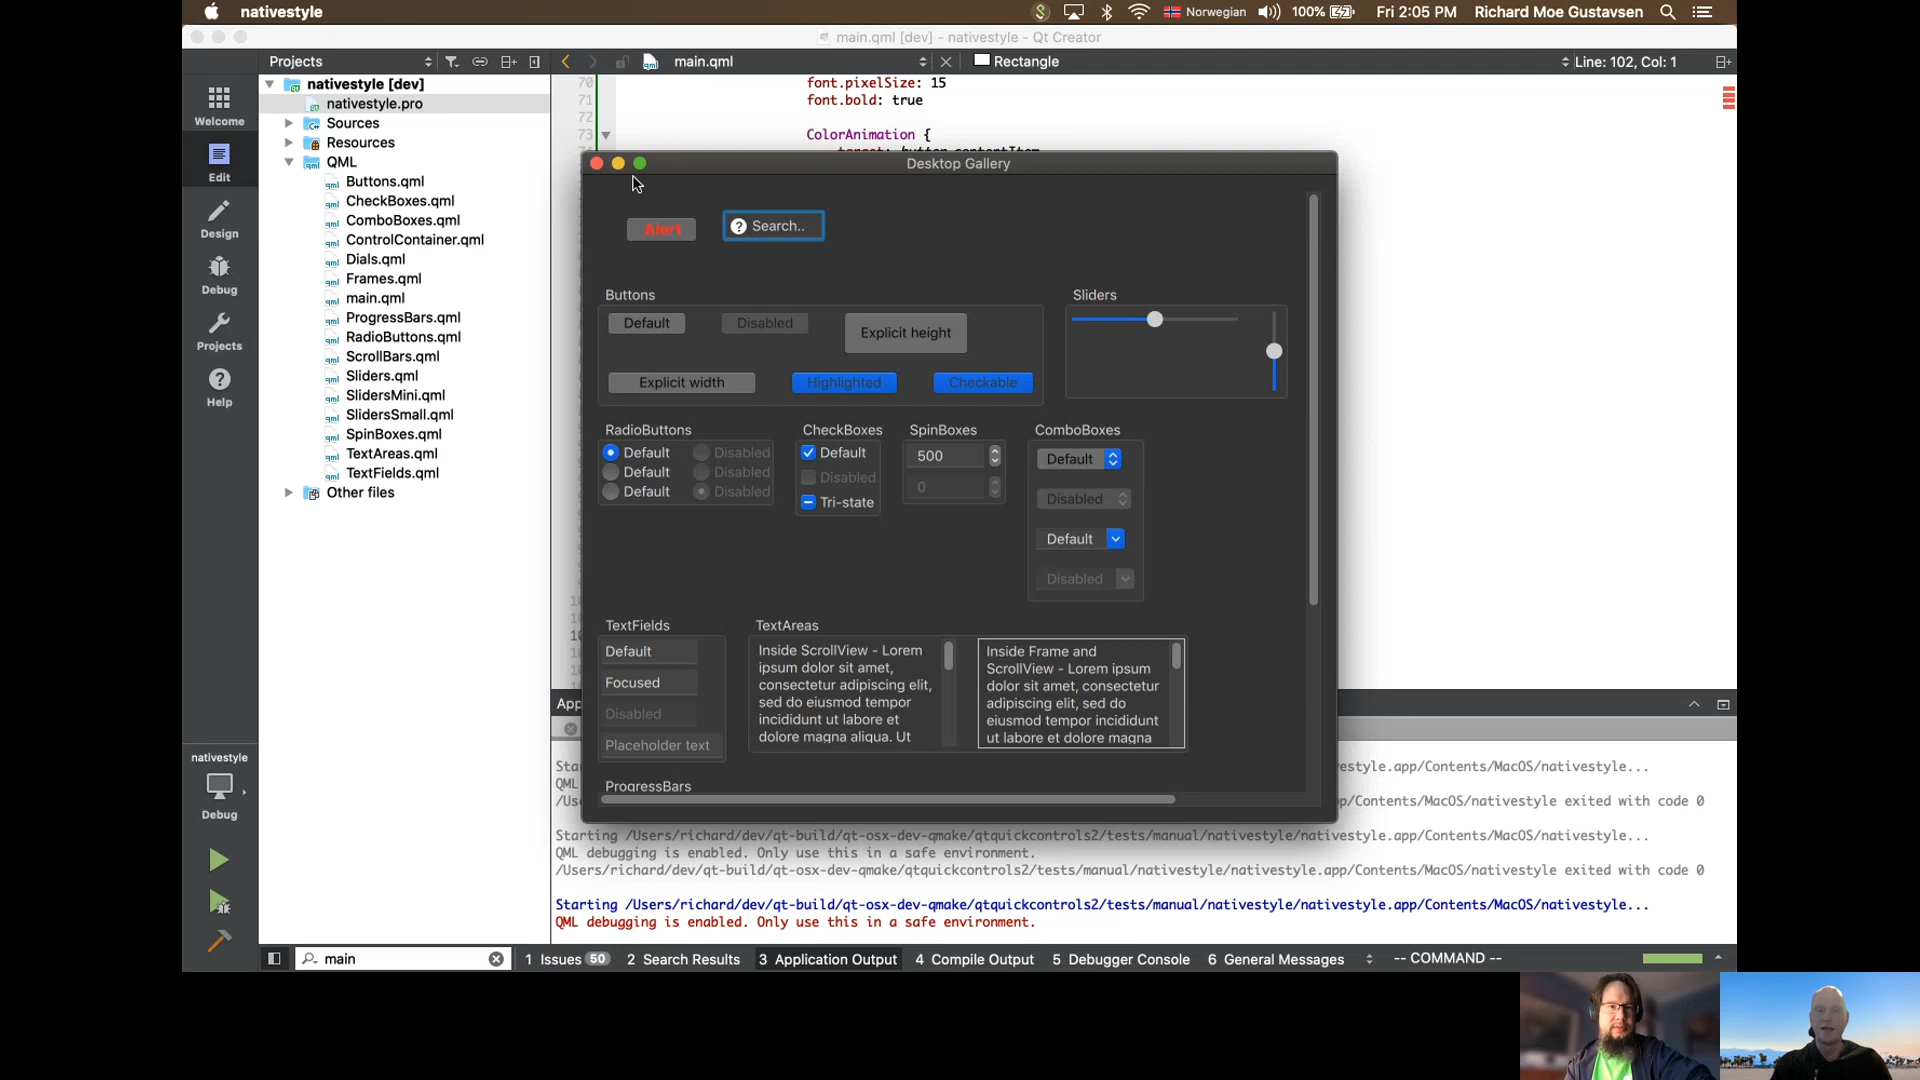 nativestyle
Norwegian
100%
Fri 2:05 PM
Richard Moe Gustavsen
main.qml [dev] - nativestyle - Qt Creator
Projects
main.qml
Rectangle
Line: 102, Col: 1
Welcome
Edit
Design
Debug
Projects
Help
nativestyle [dev]
nativestyle.pro
Sources
Resources
QML
Buttons.qml
CheckBoxes.qml
ComboBoxes.qml
ControlContainer.qml
Dials.qml
Frames.qml
main.qml
ProgressBars.qml
RadioButtons.qml
ScrollBars.qml
Sliders.qml
SlidersMini.qml
SlidersSmall.qml
SpinBoxes.qml
TextAreas.qml
TextFields.qml
Other files
70 font.pixelSize: 15
71 font.bold: true
72
73 ColorAnimation {
Desktop Gallery
Alert
Search..
Buttons
Default
Disabled
Explicit height
Explicit width
Highlighted
Checkable
Sliders
RadioButtons
Default Disabled
Default Disabled
Default Disabled
CheckBoxes
Default
Disabled
Tri-state
SpinBoxes
500
0
ComboBoxes
Default
Disabled
Default
Disabled
TextFields
Default
Focused
Disabled
Placeholder text
TextAreas
Inside ScrollView - Lorem
ipsum dolor sit amet,
consectetur adipiscing elit,
sed do eiusmod tempor
incididunt ut labore et
dolore magna aliqua. Ut
Inside Frame and
ScrollView - Lorem ipsum
dolor sit amet, consectetur
adipiscing elit, sed do
eiusmod tempor incididunt
ut labore et dolore magna
ProgressBars
App
Sta
estyle.app/Contents/MacOS/nativestyle...
QML
/Us
p/Contents/MacOS/nativestyle exited with code 0
Starting /Users/richard/dev/qt-build/qt-osx-dev-qmake/qtquickcontrols2/tests/manual/nativestyle/nativestyle.app/Contents/MacOS/nativestyle...
QML debugging is enabled. Only use this in a safe environment.
/Users/richard/dev/qt-build/qt-osx-dev-qmake/qtquickcontrols2/tests/manual/nativestyle/nativestyle.app/Contents/MacOS/nativestyle exited with code 0
Starting /Users/richard/dev/qt-build/qt-osx-dev-qmake/qtquickcontrols2/tests/manual/nativestyle/nativestyle.app/Contents/MacOS/nativestyle...
QML debugging is enabled. Only use this in a safe environment.
nativestyle
Debug
main
1 Issues 50
2 Search Results
3 Application Output
4 Compile Output
5 Debugger Console
6 General Messages
-- COMMAND --